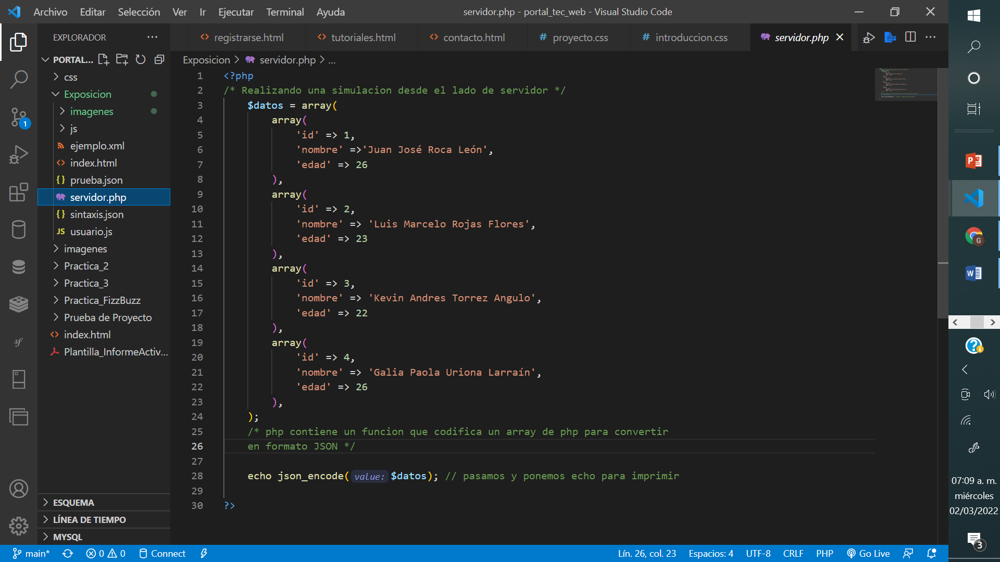 Archivo Editar Selección Ver Ir Ejecutar Terminal Ayuda
servidor.php - portal_tec_web - Visual Studio Code
EXPLORADOR
registrarse.html
tutoriales.html
contacto.html
# proyecto.css
# introduccion.css
servidor.php
PORTAL...
Exposicion > servidor.php > ...
css
Exposicion
imagenes
js
ejemplo.xml
index.html
{} prueba.json
servidor.php
{} sintaxis.json
JS usuario.js
imagenes
Practica_2
Practica_3
Practica_FizzBuzz
Prueba de Proyecto
index.html
Plantilla_InformeActiv...
ESQUEMA
LÍNEA DE TIEMPO
MYSQL
1
1 <?php
2 /* Realizando una simulacion desde el lado de servidor */
3 $datos = array(
4 array(
5 'id' => 1,
6 'nombre' =>'Juan José Roca León',
7 'edad' => 26
8 ),
9 array(
10 'id' => 2,
11 'nombre' => 'Luis Marcelo Rojas Flores',
12 'edad' => 23
13 ),
14 array(
15 'id' => 3,
16 'nombre' => 'Kevin Andres Torrez Angulo',
17 'edad' => 22
18 ),
19 array(
20 'id' => 4,
21 'nombre' => 'Galia Paola Uriona Larraín',
22 'edad' => 26
23 ),
24 );
25 /* php contiene un funcion que codifica un array de php para convertir
26 en formato JSON */
27
28 echo json_encode(value: $datos); // pasamos y ponemos echo para imprimir
29
30 ?>
main* 0 0 Connect
Lín. 26, col. 23 Espacios: 4 UTF-8 CRLF PHP Go Live
07:09 a. m.
miércoles
02/03/2022
3